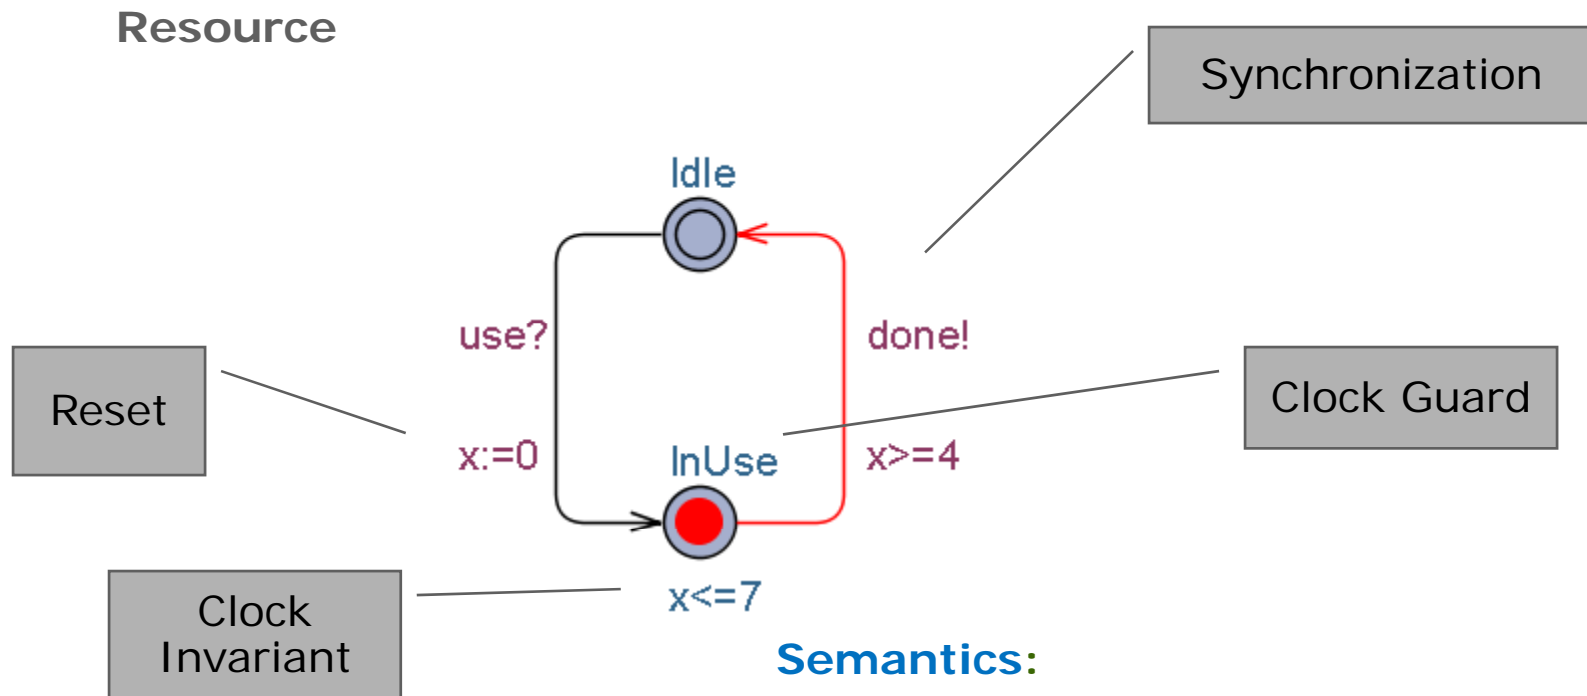 Resource
Synchronization
Idle
use?
done!
Reset
Clock Guard
x:=0
InUse
x>=4
Clock
Invariant
x<=7
Semantics: